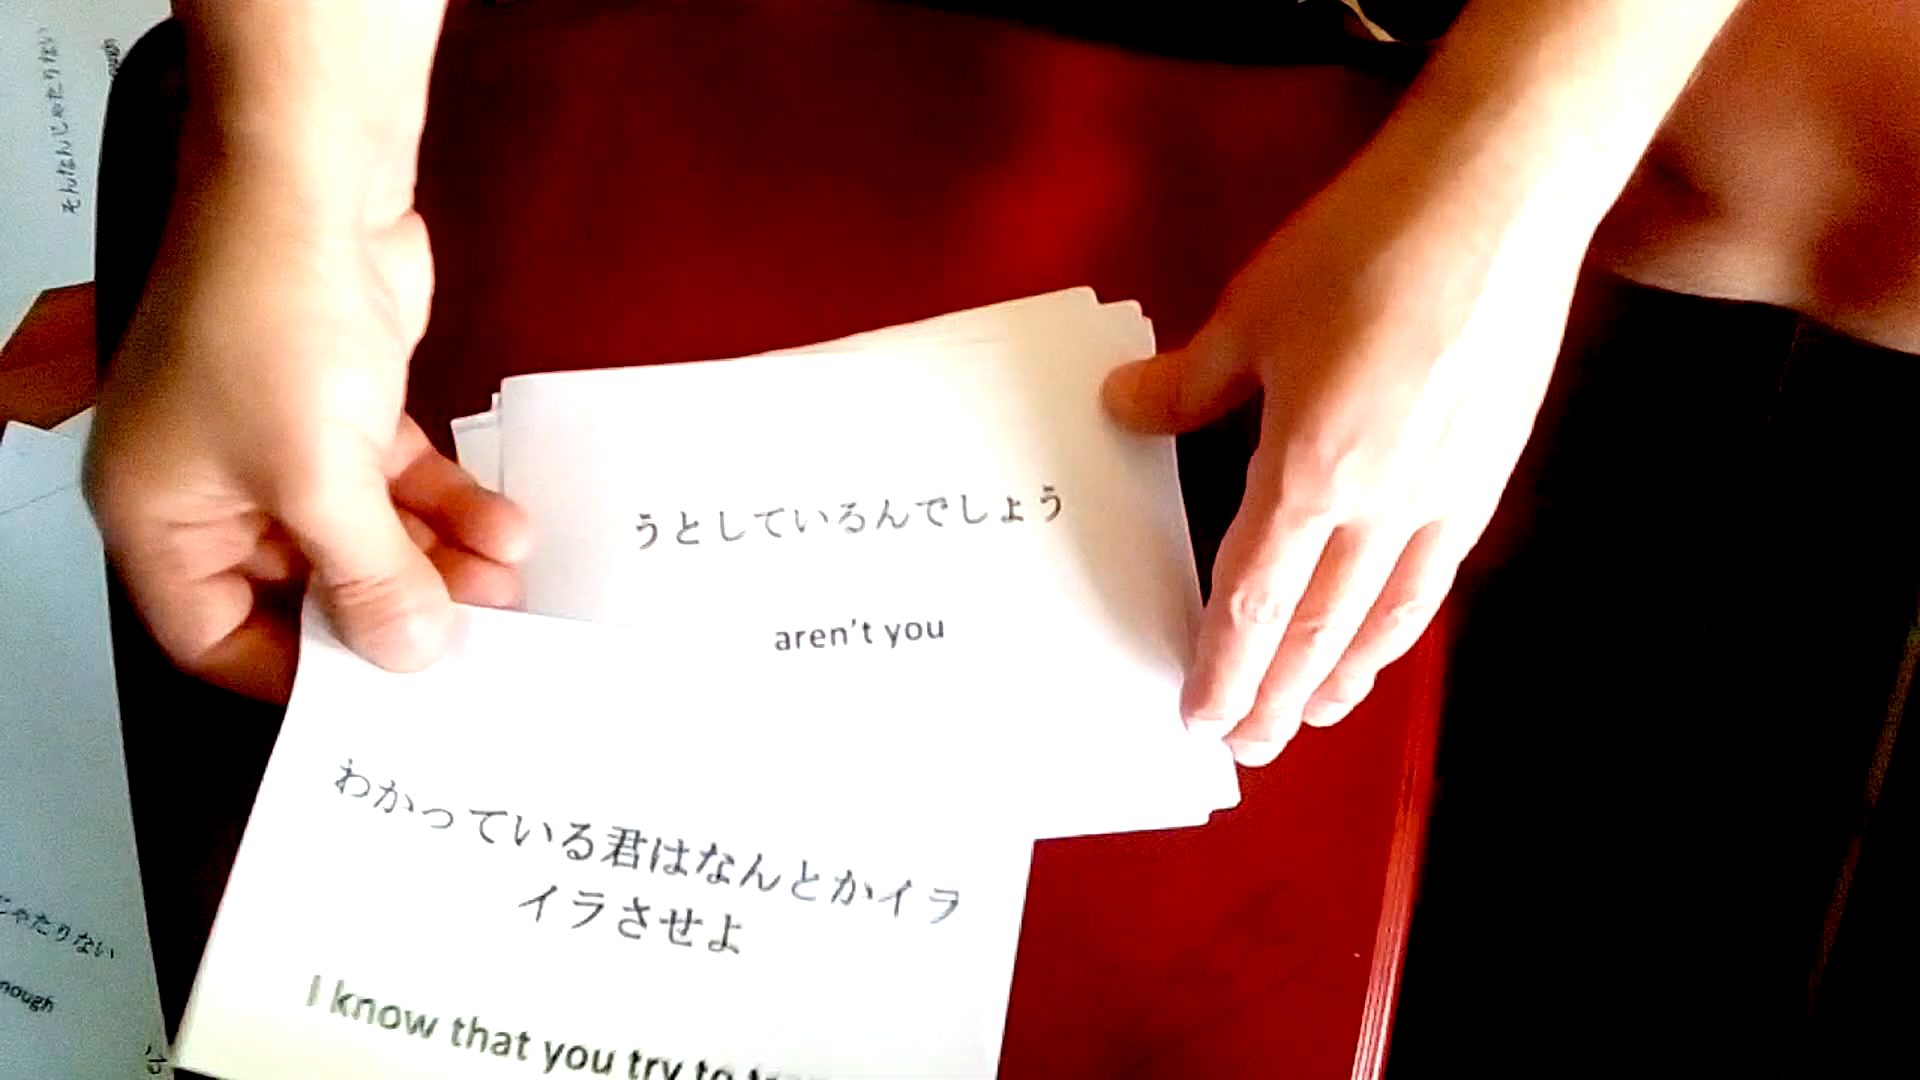 そんなんじゃたりない
うとしているんでしょう
aren't you
わかっている君はなんとかイラ
イラさせよ
I know that you try to
じゃたりない
nough